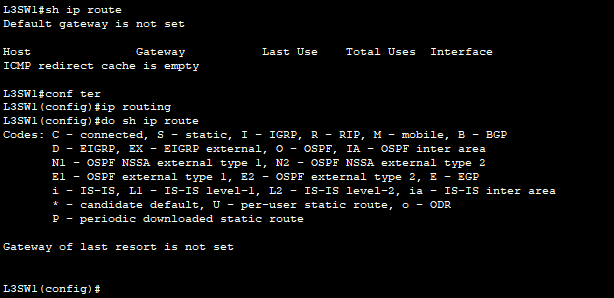 L3SW1#sh ip route
Default gateway is not set
Host Gateway Last Use Total Uses Interface
ICMP redirect cache is empty
L3SW1#conf ter
L3SW1(config)#ip routing
L3SW1(config)#do sh ip route
Codes: C - connected, S - static, I - IGRP, R - RIP, M - mobile, B - BGP
D - EIGRP, EX - EIGRP external, O - OSPF, IA - OSPF inter area
N1 - OSPF NSSA external type 1, N2 - OSPF NSSA external type 2
E1 - OSPF external type 1, E2 - OSPF external type 2, E - EGP
i - IS-IS, L1 - IS-IS level-1, L2 - IS-IS level-2, ia - IS-IS inter area
* - candidate default, U - per-user static route, o - ODR
P - periodic downloaded static route
Gateway of last resort is not set
L3SW1(config)#